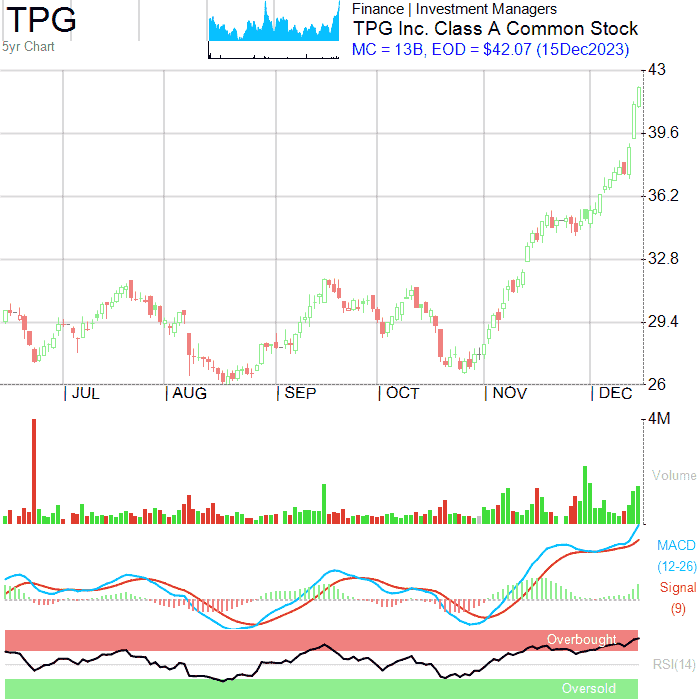 TPG
5yr Chart
Finance | Investment Managers
TPG Inc. Class A Common Stock
MC = 13B, EOD = $42.07 (15Dec2023)
43
39.6
36.2
32.8
29.4
26
JUL AUG SEP OCT NOV DEC
4M
Volume
MACD
(12-26)
Signal
(9)
Overbought
RSI(14)
Oversold